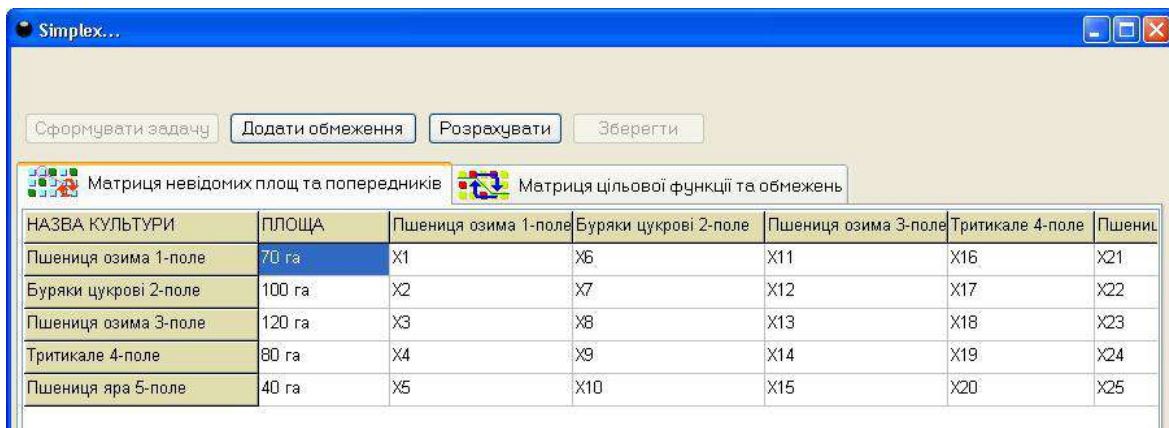 Simplex...
Сформувати задачу Додати обмеження Розрахувати Зберегти
Матриця невідомих площ та попередників Матриця цільової функції та обмежень
НАЗВА КУЛЬТУРИ ПЛОЩА Пшениця озима 1-поле Буряки цукрові 2-поле Пшениця озима 3-поле Тритикале 4-поле Пшениц
Пшениця озима 1-поле 70 га X1 X6 X11 X16 X21
Буряки цукрові 2-поле 100 га X2 X7 X12 X17 X22
Пшениця озима 3-поле 120 га X3 X8 X13 X18 X23
Тритикале 4-поле 80 га X4 X9 X14 X19 X24
Пшениця яра 5-поле 40 га X5 X10 X15 X20 X25